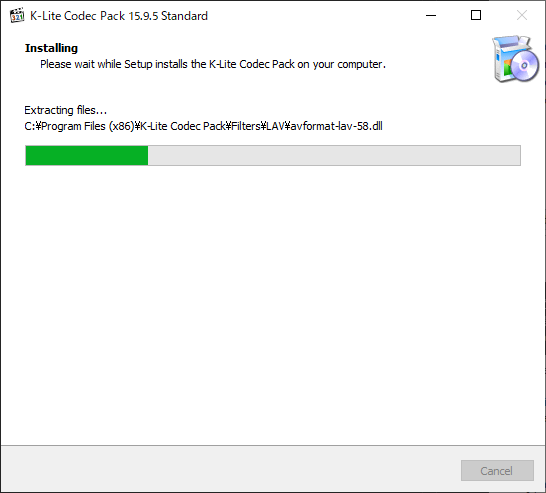 K-Lite Codec Pack 15.9.5 Standard
Installing
Please wait while Setup installs the K-Lite Codec Pack on your computer.
Extracting files...
C:¥Program Files (x86)¥K-Lite Codec Pack¥Filters¥LAV¥avformat-lav-58.dll
Cancel